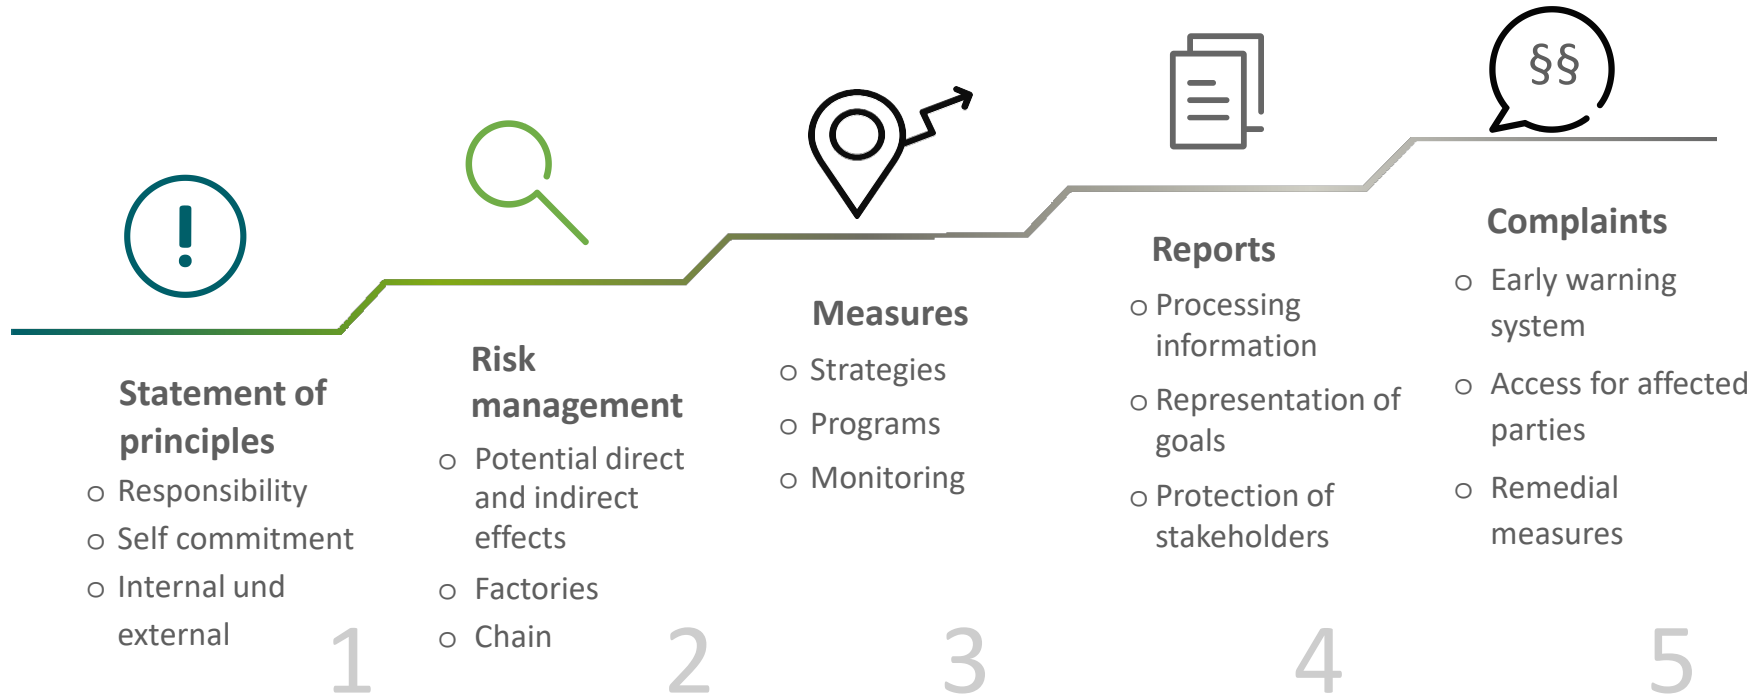 !
Statement of
principles
o Responsibility
o Self commitment
o Internal und
external
1
Risk
management
o Potential direct
and indirect
effects
o Factories
o Chain
2
Measures
o Strategies
o Programs
o Monitoring
3
Reports
o Processing
information
o Representation of
goals
o Protection of
stakeholders
4
§§
Complaints
o Early warning
system
o Access for affected
parties
o Remedial
measures
5